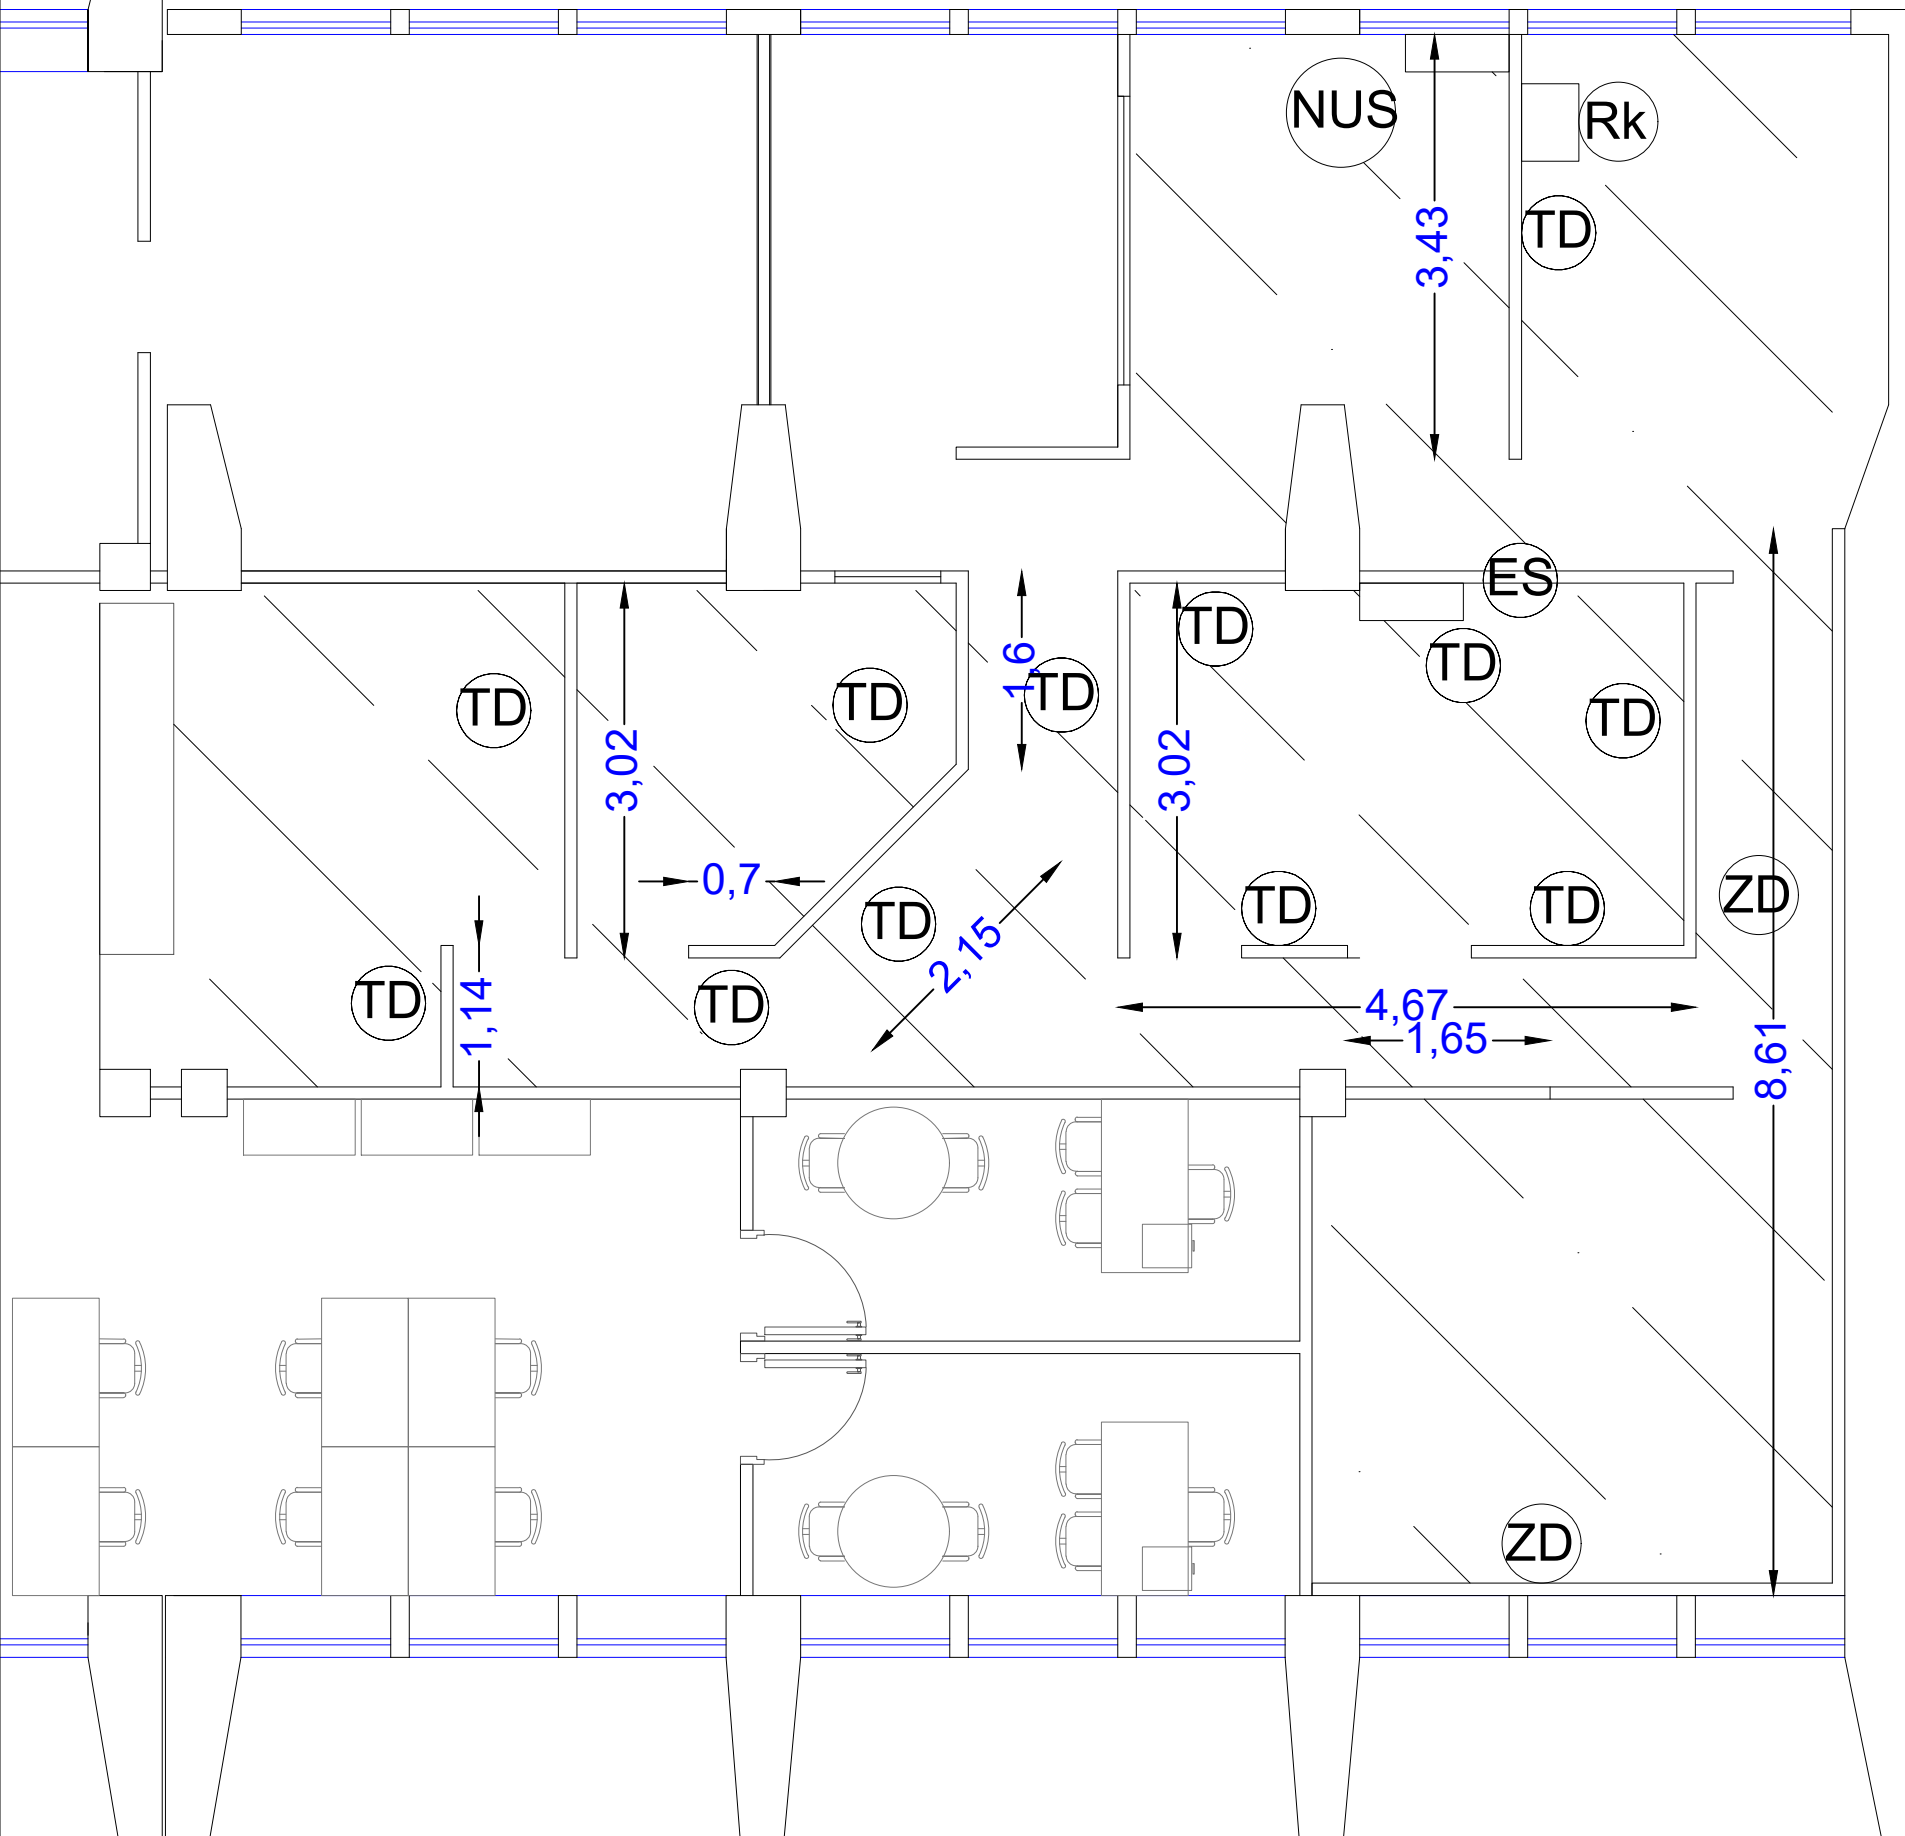 NUS
Rk
TD
3,43
ES
TD
TD
1,6
TD
TD
TD
TD
3,02
3,02
0,7
ZD
TD
TD
TD
2,15
TD
TD
1,14
4,67
1,65
8,61
ZD